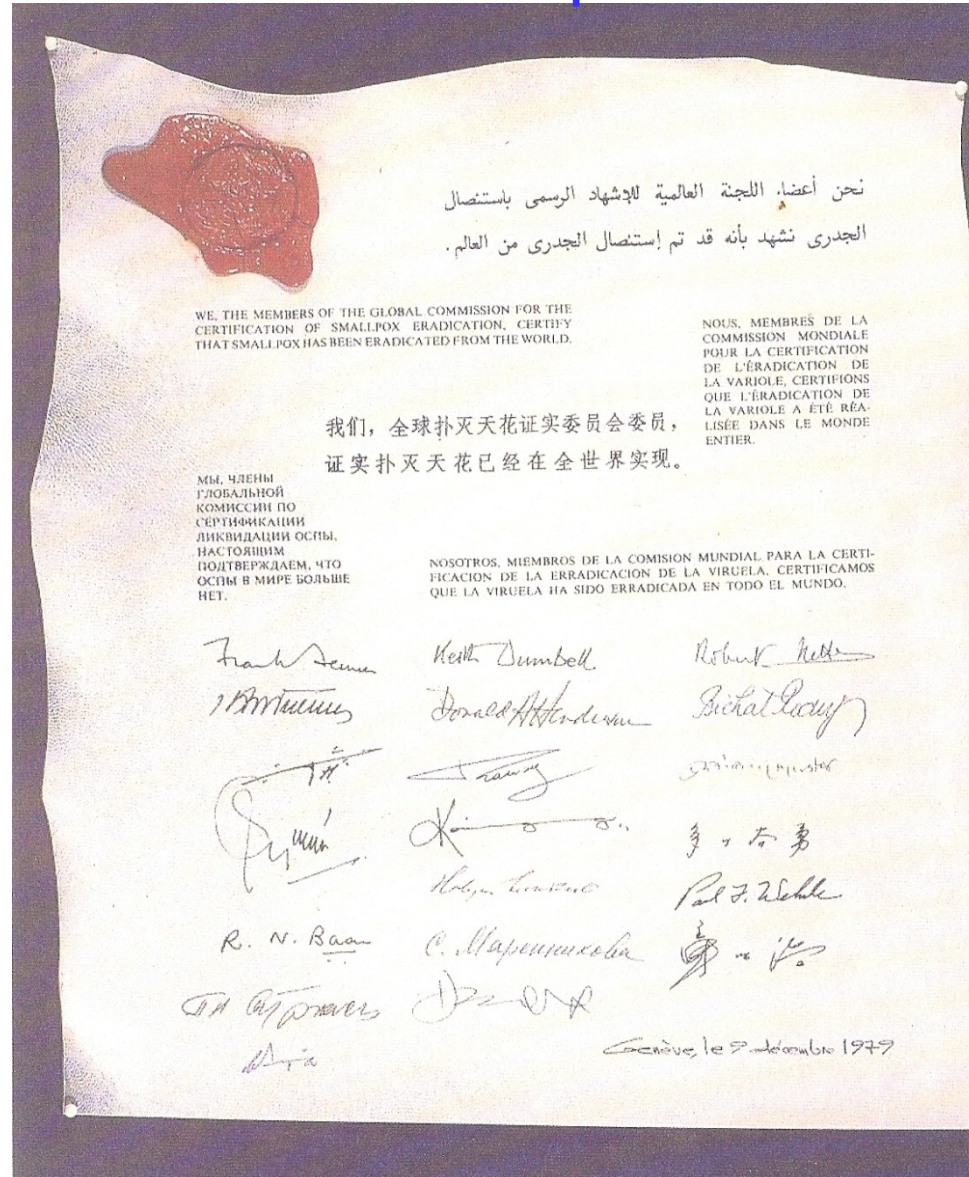 نحن أعضاء اللجنة العالمية للاشهاد الرسمى باستئصال
الجدرى نشهد بأنه قد تم إستئصال الجدرى من العالم .
WE, THE MEMBERS OF THE GLOBAL COMMISSION FOR THE
CERTIFICATION OF SMALLPOX ERADICATION, CERTIFY
THAT SMALLPOX HAS BEEN ERADICATED FROM THE WORLD.
NOUS, MEMBRES DE LA
COMMISSION MONDIALE
POUR LA CERTIFICATION
DE L'ÉRADICATION DE
LA VARIOLE, CERTIFIONS
QUE L'ÉRADICATION DE
LA VARIOLE A ÉTÉ RÉA-
LISÉE DANS LE MONDE
ENTIER.
我们，全球扑灭天花证实委员会委员，
证实扑灭天花已经在全世界实现。
МЫ, ЧЛЕНЫ
ГЛОБАЛЬНОЙ
КОМИССИИ ПО
СЕРТИФИКАЦИИ
ЛИКВИДАЦИИ ОСПЫ,
НАСТОЯЩИМ
ПОДТВЕРЖДАЕМ, ЧТО
ОСПЫ В МИРЕ БОЛЬШЕ
НЕТ.
NOSOTROS, MIEMBROS DE LA COMISION MUNDIAL PARA LA CERTI-
FICACION DE LA ERRADICACION DE LA VIRUELA, CERTIFICAMOS
QUE LA VIRUELA HA SIDO ERRADICADA EN TODO EL MUNDO.
Frank Fenner Keith Dumbell Robert Netter
Donald A Henderson Bichat
Paul F. Wehrle
R. N. Basu С. Маренникова
Genève, le 9 décembre 1979